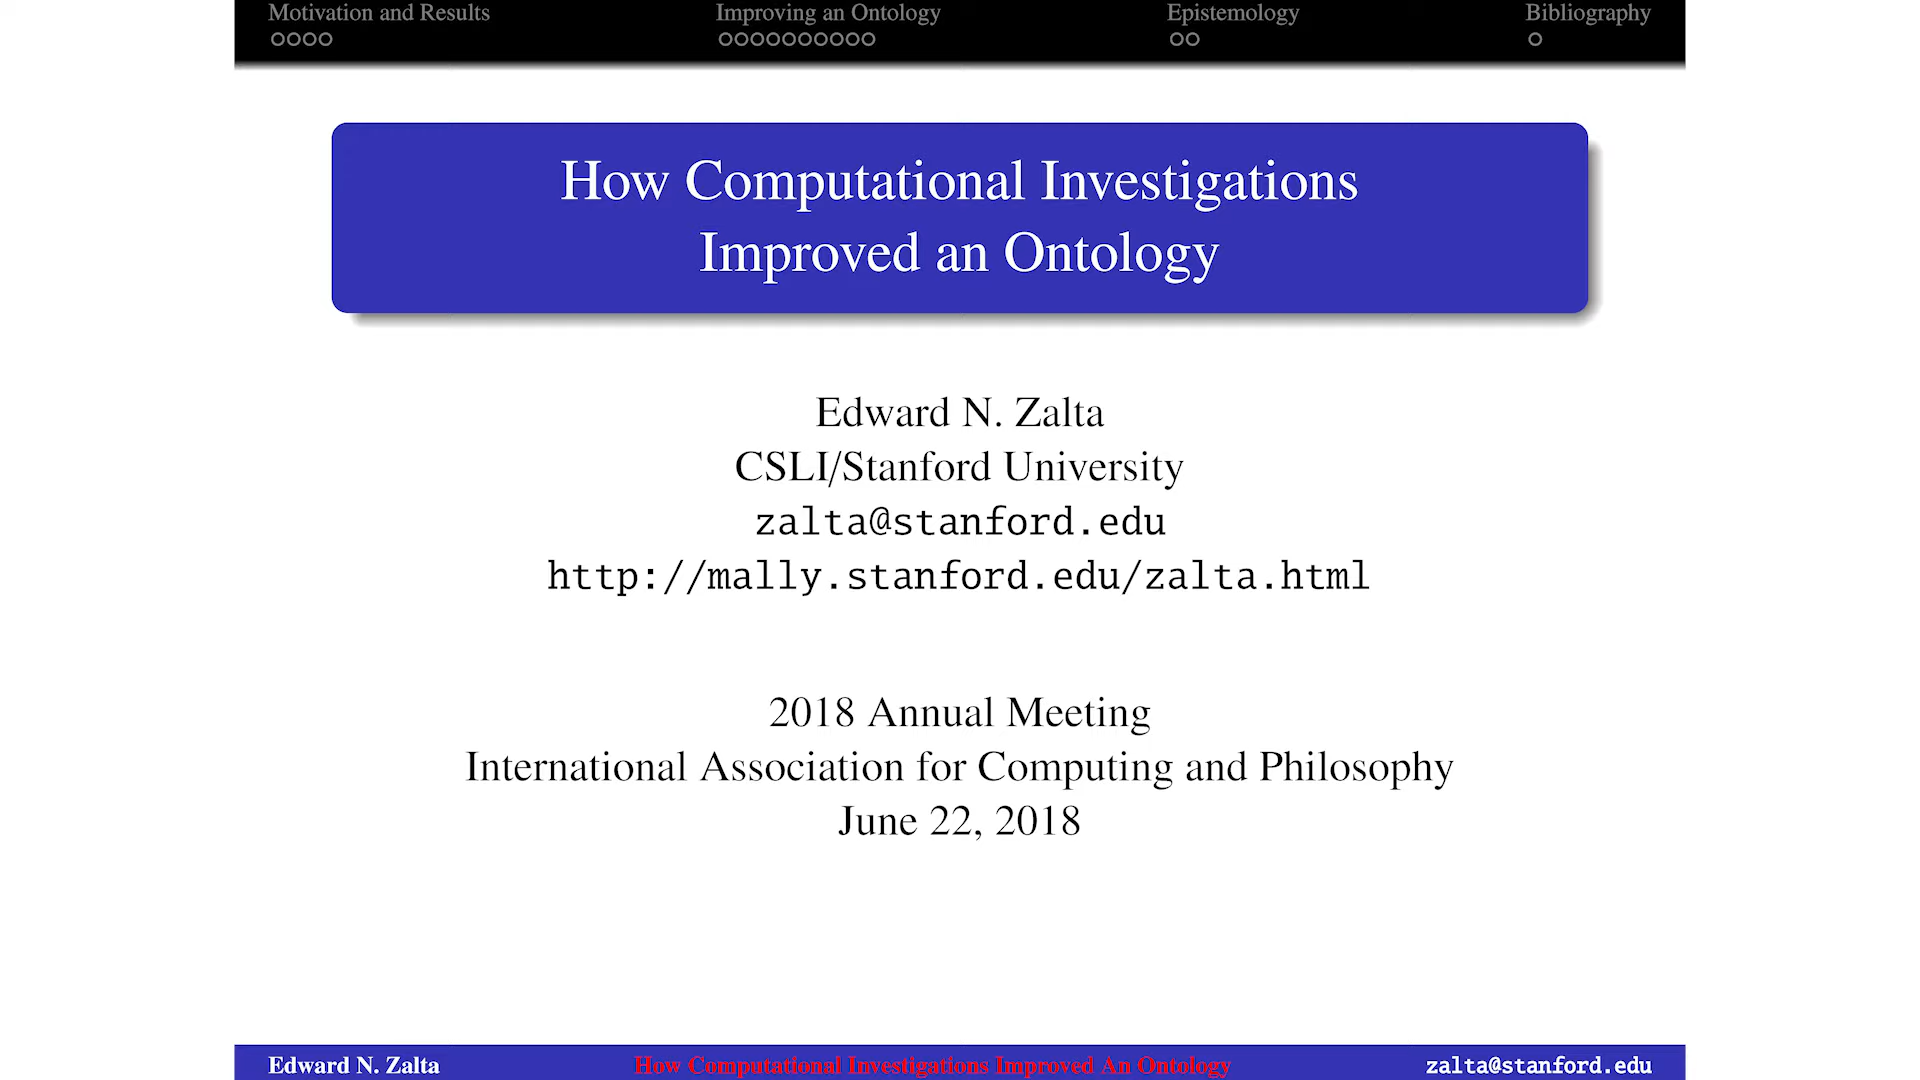 Motivation and Results Improving an Ontology Epistemology Bibliography
How Computational Investigations
Improved an Ontology
Edward N. Zalta
CSLI/Stanford University
zalta@stanford.edu
http://mally.stanford.edu/zalta.html
2018 Annual Meeting
International Association for Computing and Philosophy
June 22, 2018
Edward N. Zalta How Computational Investigations Improved An Ontology zalta@stanford.edu